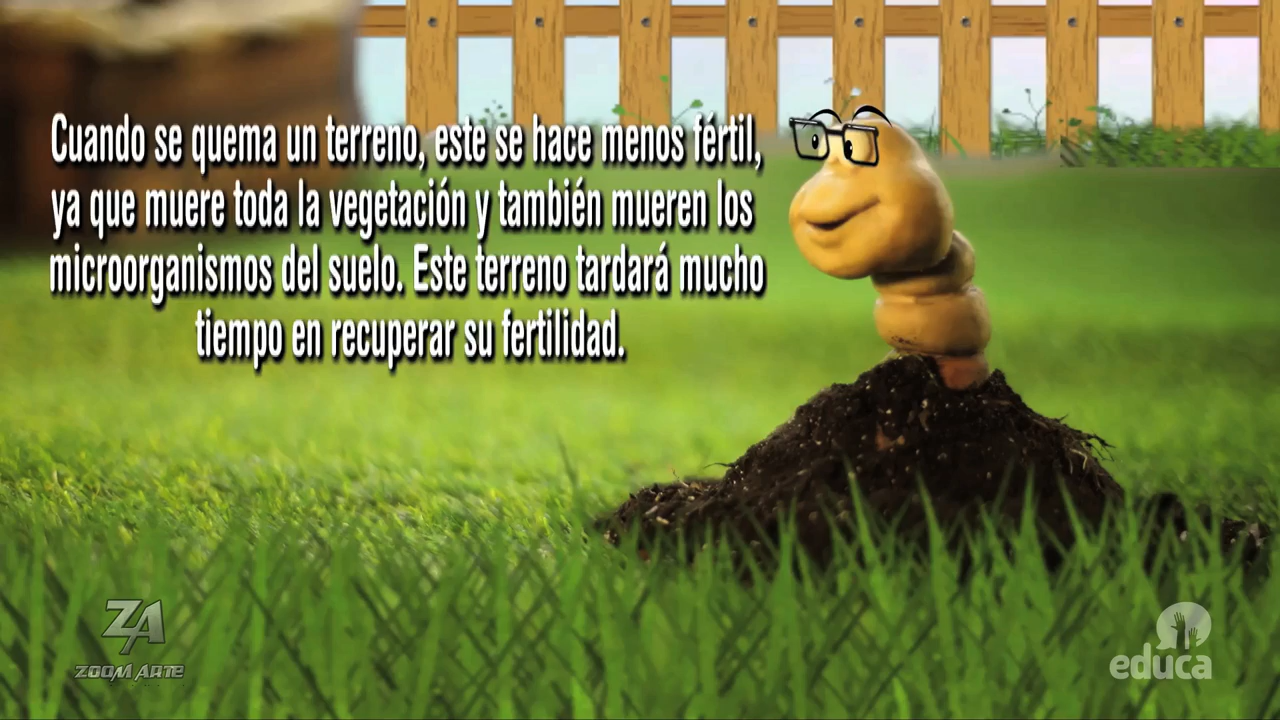 Cuando se quema un terreno, este se hace menos fértil,
ya que muere toda la vegetación y también mueren los
microorganismos del suelo. Este terreno tardará mucho
tiempo en recuperar su fertilidad.
ZA
ZOOM ARTE
educa